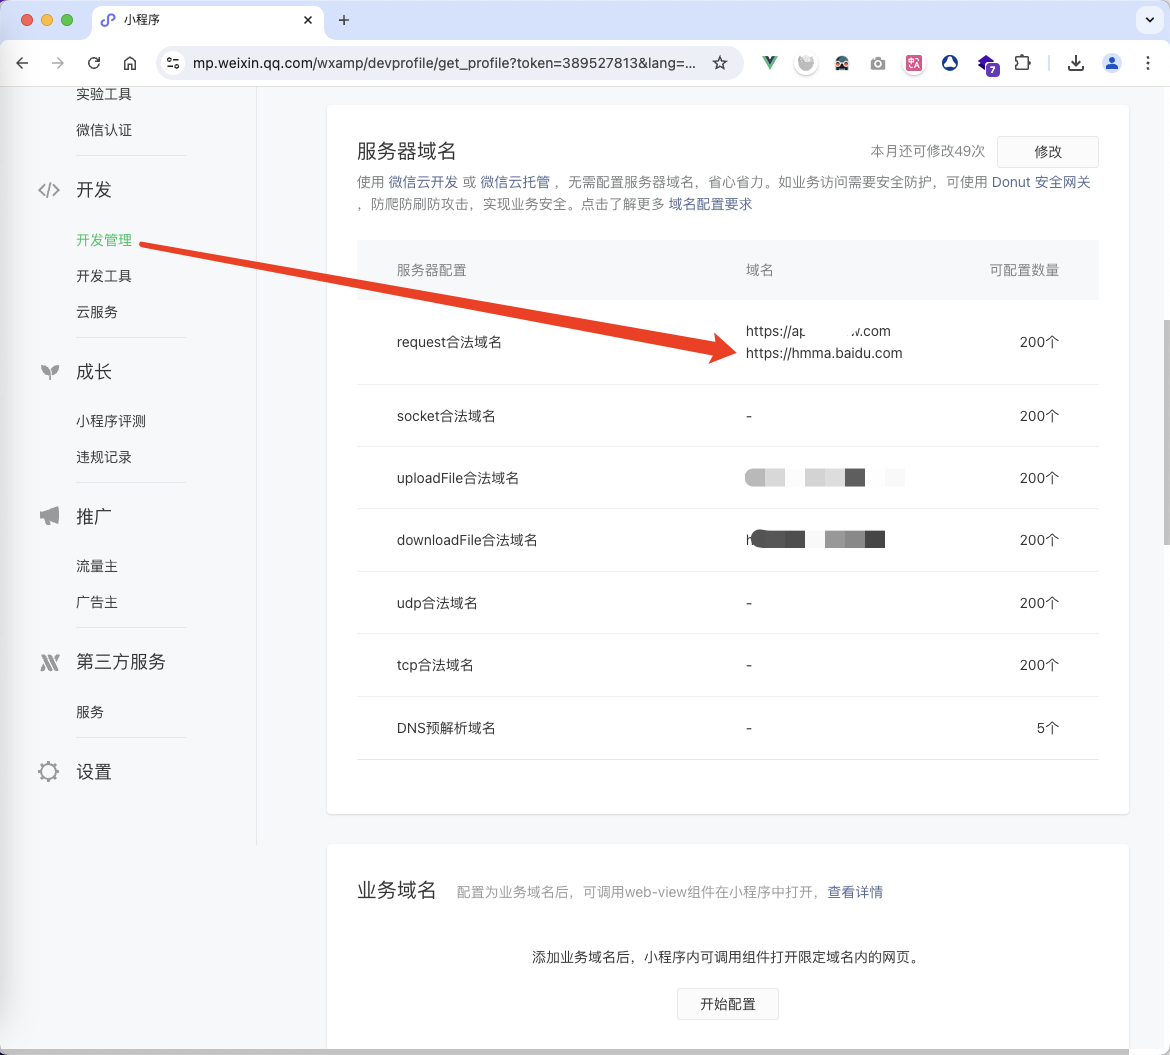 小程序
mp.weixin.qq.com/wxamp/devprofile/get_profile?token=389527813&lang=...
7
实验工具
微信认证
开发
开发管理
开发工具
云服务
成长
小程序评测
违规记录
推广
流量主
广告主
第三方服务
服务
设置
服务器域名
本月还可修改49次
修改
使用 微信云开发 或 微信云托管 ，无需配置服务器域名，省心省力。如业务访问需要安全防护，可使用 Donut 安全网关
，防爬防刷防攻击，实现业务安全。点击了解更多 域名配置要求
服务器配置 域名 可配置数量
request合法域名 200个
https://hmma.baidu.com
socket合法域名 - 200个
uploadFile合法域名 200个
downloadFile合法域名 200个
udp合法域名 - 200个
tcp合法域名 - 200个
DNS预解析域名 - 5个
业务域名 配置为业务域名后，可调用web-view组件在小程序中打开，查看详情
添加业务域名后，小程序内可调用组件打开限定域名内的网页。
开始配置